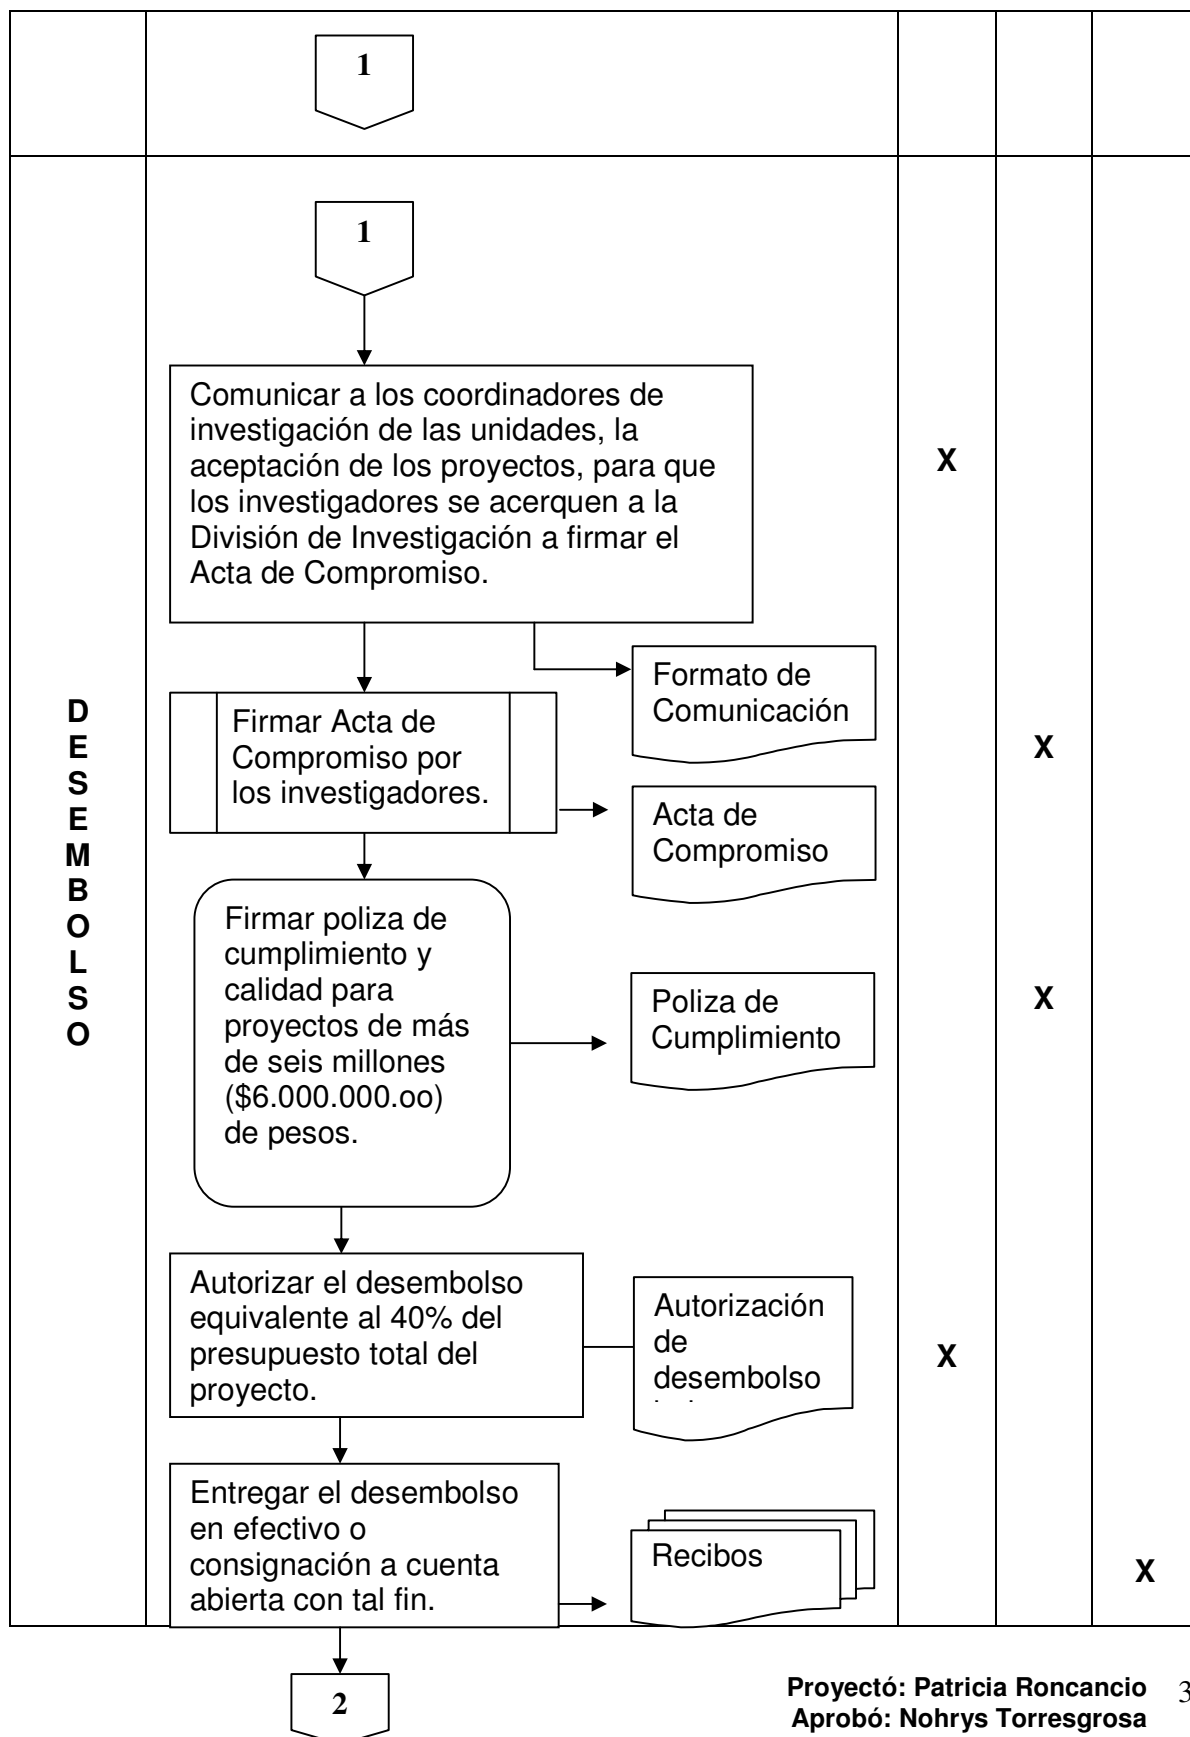 1
1
Comunicar a los coordinadores de
investigación de las unidades, la
aceptación de los proyectos, para que
los investigadores se acerquen a la
División de Investigación a firmar el
Acta de Compromiso.
X
Formato de
Comunicación
Firmar Acta de
Compromiso por
los investigadores.
X
Acta de
Compromiso
D
E
S
E
M
B
O
L
S
O
Firmar poliza de
cumplimiento y
calidad para
proyectos de más
de seis millones
($6.000.000.oo)
de pesos.
Poliza de
Cumplimiento
X
Autorizar el desembolso
equivalente al 40% del
presupuesto total del
proyecto.
Autorización
de
desembolso
X
Entregar el desembolso
en efectivo o
consignación a cuenta
abierta con tal fin.
Recibos
X
2
Proyectó: Patricia Roncancio
Aprobó: Nohrys Torresgrosa
3